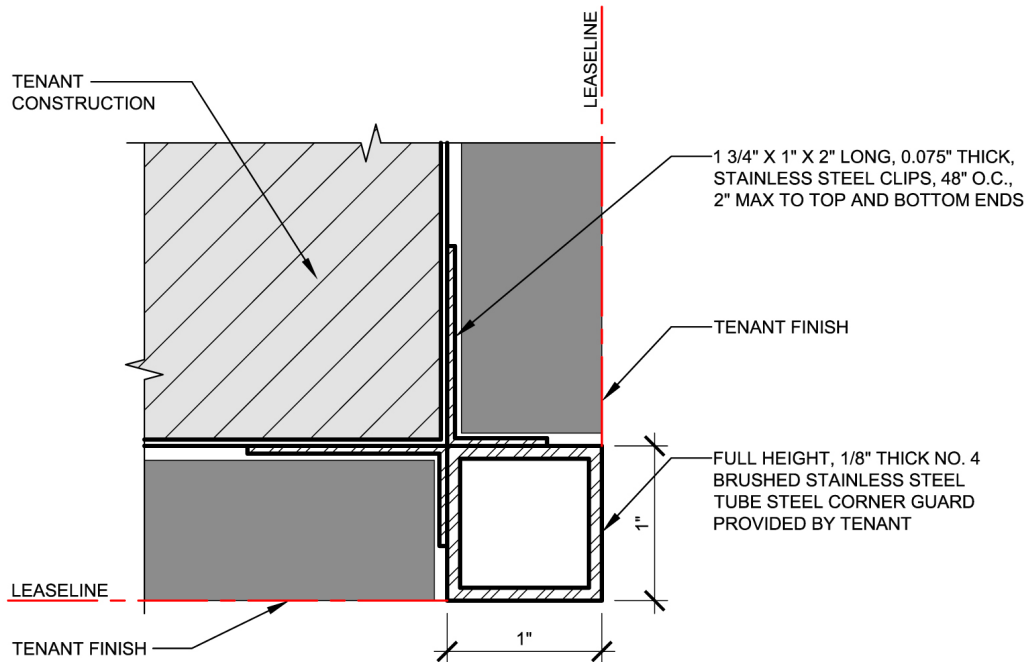 LEASELINE
TENANT
CONSTRUCTION
1 3/4" X 1" X 2" LONG, 0.075" THICK,
STAINLESS STEEL CLIPS, 48" O.C.,
2" MAX TO TOP AND BOTTOM ENDS
TENANT FINISH
FULL HEIGHT, 1/8" THICK NO. 4
BRUSHED STAINLESS STEEL
TUBE STEEL CORNER GUARD
PROVIDED BY TENANT
1"
LEASELINE
1"
TENANT FINISH